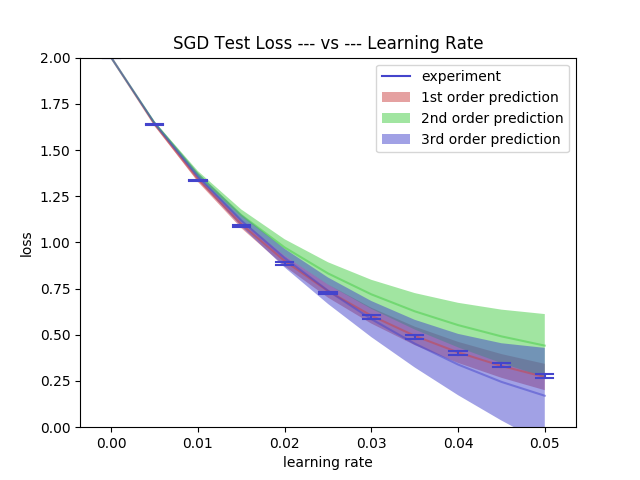 SGD Test Loss --- vs --- Learning Rate
2.00
1.75
1.50
1.25
1.00
0.75
0.50
0.25
0.00
loss
experiment
1st order prediction
2nd order prediction
3rd order prediction
0.00 0.01 0.02 0.03 0.04 0.05
learning rate